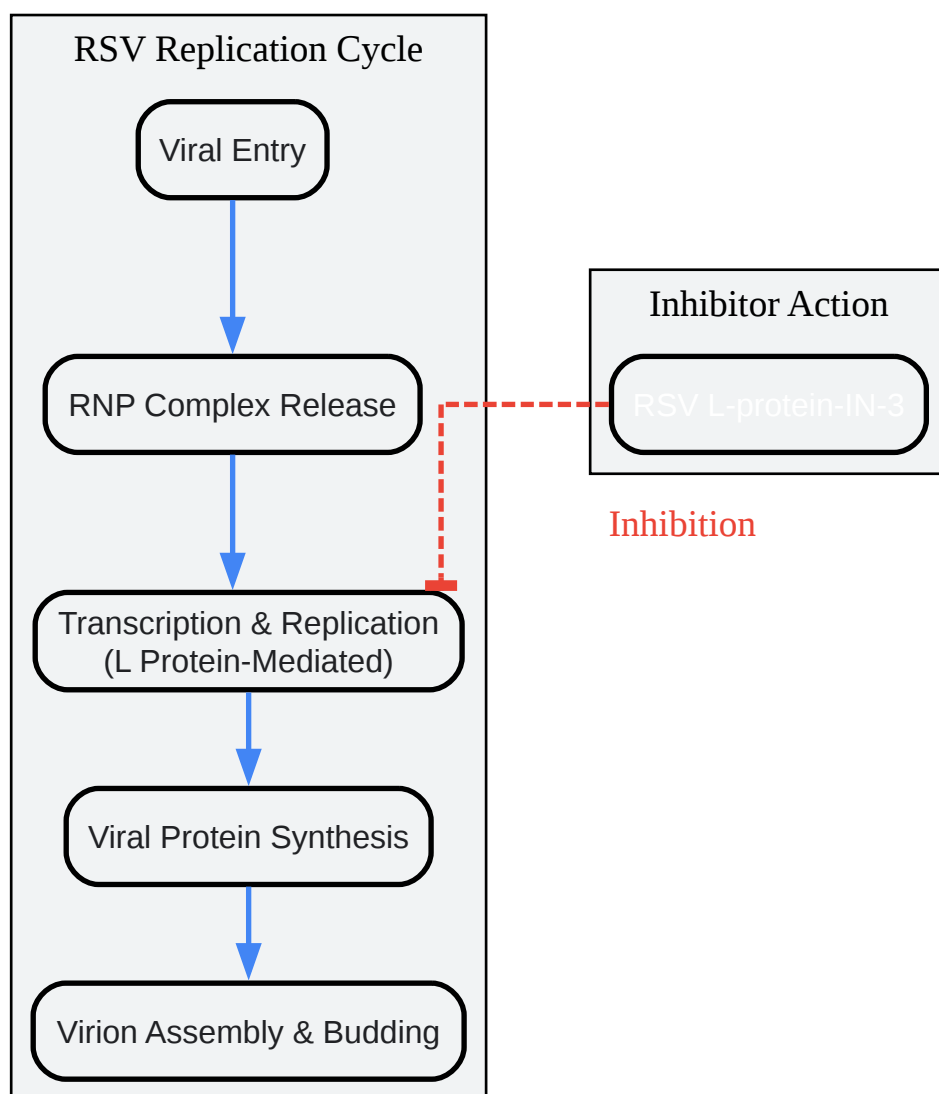 RSV Replication Cycle
Viral Entry
RNP Complex Release
Transcription & Replication
(L Protein-Mediated)
Viral Protein Synthesis
Virion Assembly & Budding
Inhibitor Action
RSV L-protein-IN-3
Inhibition